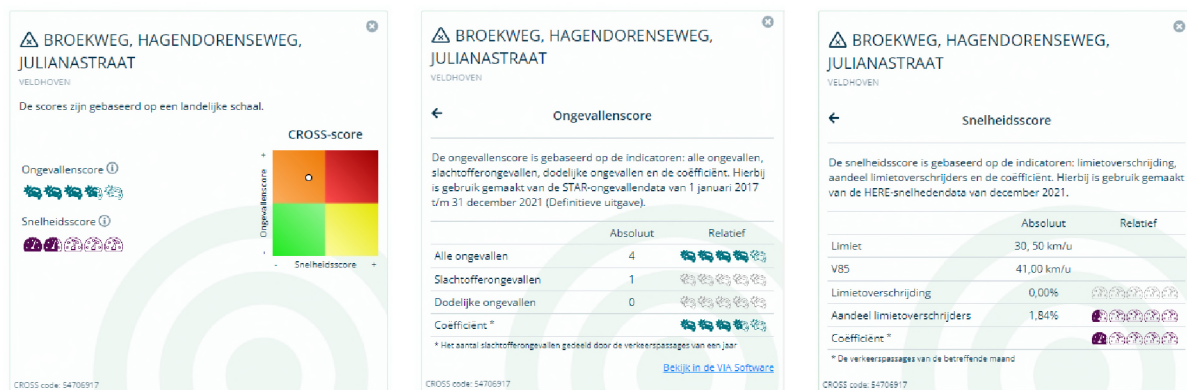 BROEKWEG, HAGENDORENSEWEG,
JULIANASTRAAT
VELDHOVEN
De scores zijn gebaseerd op een landelijke schaal.
CROSS-score
Ongevallenscore
Snelheidsscore
+
Ongevallenscore
-
- Snelheidsscore +
CROSS code: 54706917
BROEKWEG, HAGENDORENSEWEG,
JULIANASTRAAT
VELDHOVEN
← Ongevallenscore
De ongevallenscore is gebaseerd op de indicatoren: alle ongevallen,
slachtofferongevallen, dodelijke ongevallen en de coëfficiënt. Hierbij
is gebruik gemaakt van de STAR-ongevallendata van 1 januari 2017
t/m 31 december 2021 (Definitieve uitgave).
Absoluut Relatief
Alle ongevallen 4
Slachtofferongevallen 1
Dodelijke ongevallen 0
Coëfficiënt *
* Het aantal slachtofferongevallen gedeeld door de verkeerspassages van een jaar
Bekijk in de VIA Software
CROSS code: 54706917
BROEKWEG, HAGENDORENSEWEG,
JULIANASTRAAT
VELDHOVEN
← Snelheidsscore
De snelheidsscore is gebaseerd op de indicatoren: limietoverschrijding,
aandeel limietoverschrijders en de coëfficiënt. Hierbij is gebruik gemaakt
van de HERE-snelhedendata van december 2021.
Absoluut Relatief
Limiet 30, 50 km/u
V85 41,00 km/u
Limietoverschrijding 0,00%
Aandeel limietoverschrijders 1,84%
Coëfficiënt *
* De verkeerspassages van de betreffende maand
CROSS code: 54706917